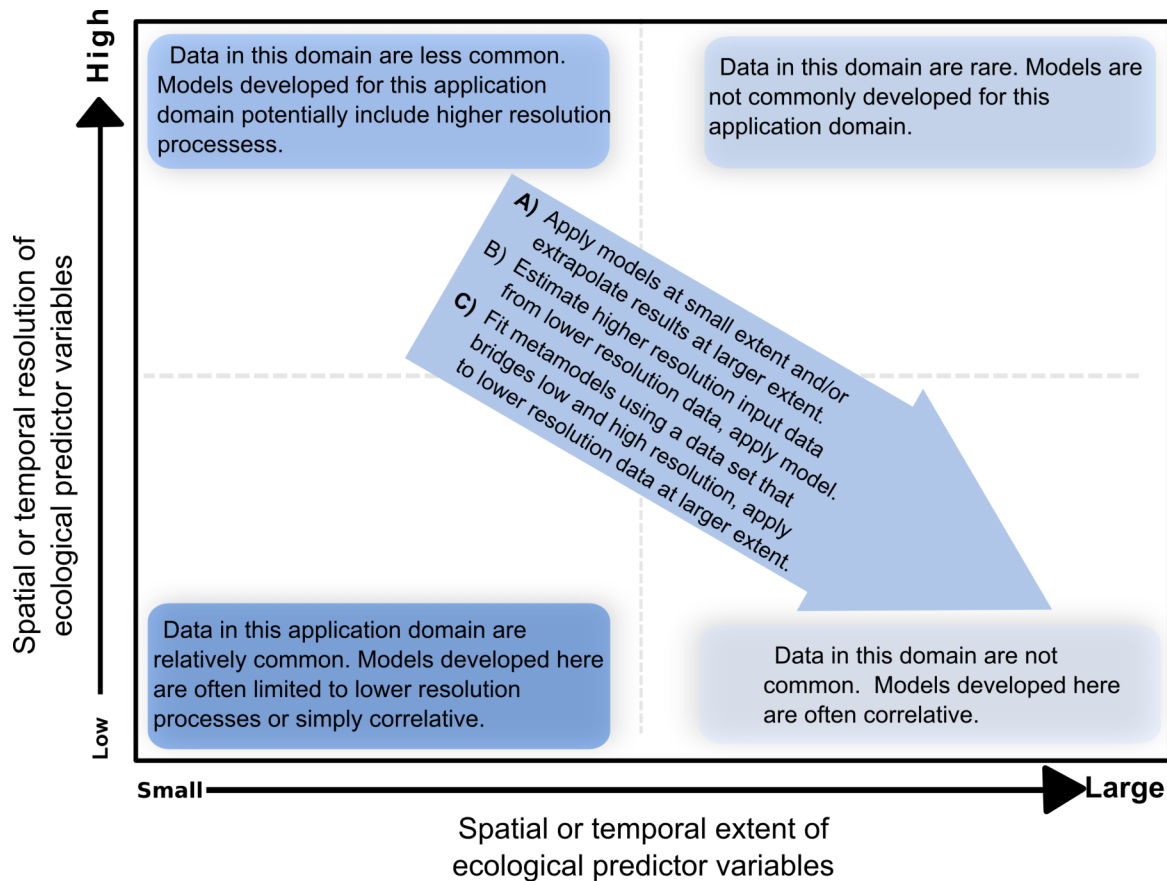 High
Data in this domain are less common.
Models developed for this application
domain potentially include higher resolution
processess.
Data in this domain are rare. Models are
not commonly developed for this
application domain.
Spatial or temporal resolution of
ecological predictor variables
A) Apply models at small extent and/or
extrapolate results at larger extent.
B) Estimate higher resolution input data
from lower resolution data, apply model.
C) Fit metamodels using a data set that
bridges low and high resolution, apply
to lower resolution data at larger extent.
Data in this application domain are
relatively common. Models developed here
are often limited to lower resolution
processes or simply correlative.
Data in this domain are not
common. Models developed here
are often correlative.
Low
Small
Large
Spatial or temporal extent of
ecological predictor variables